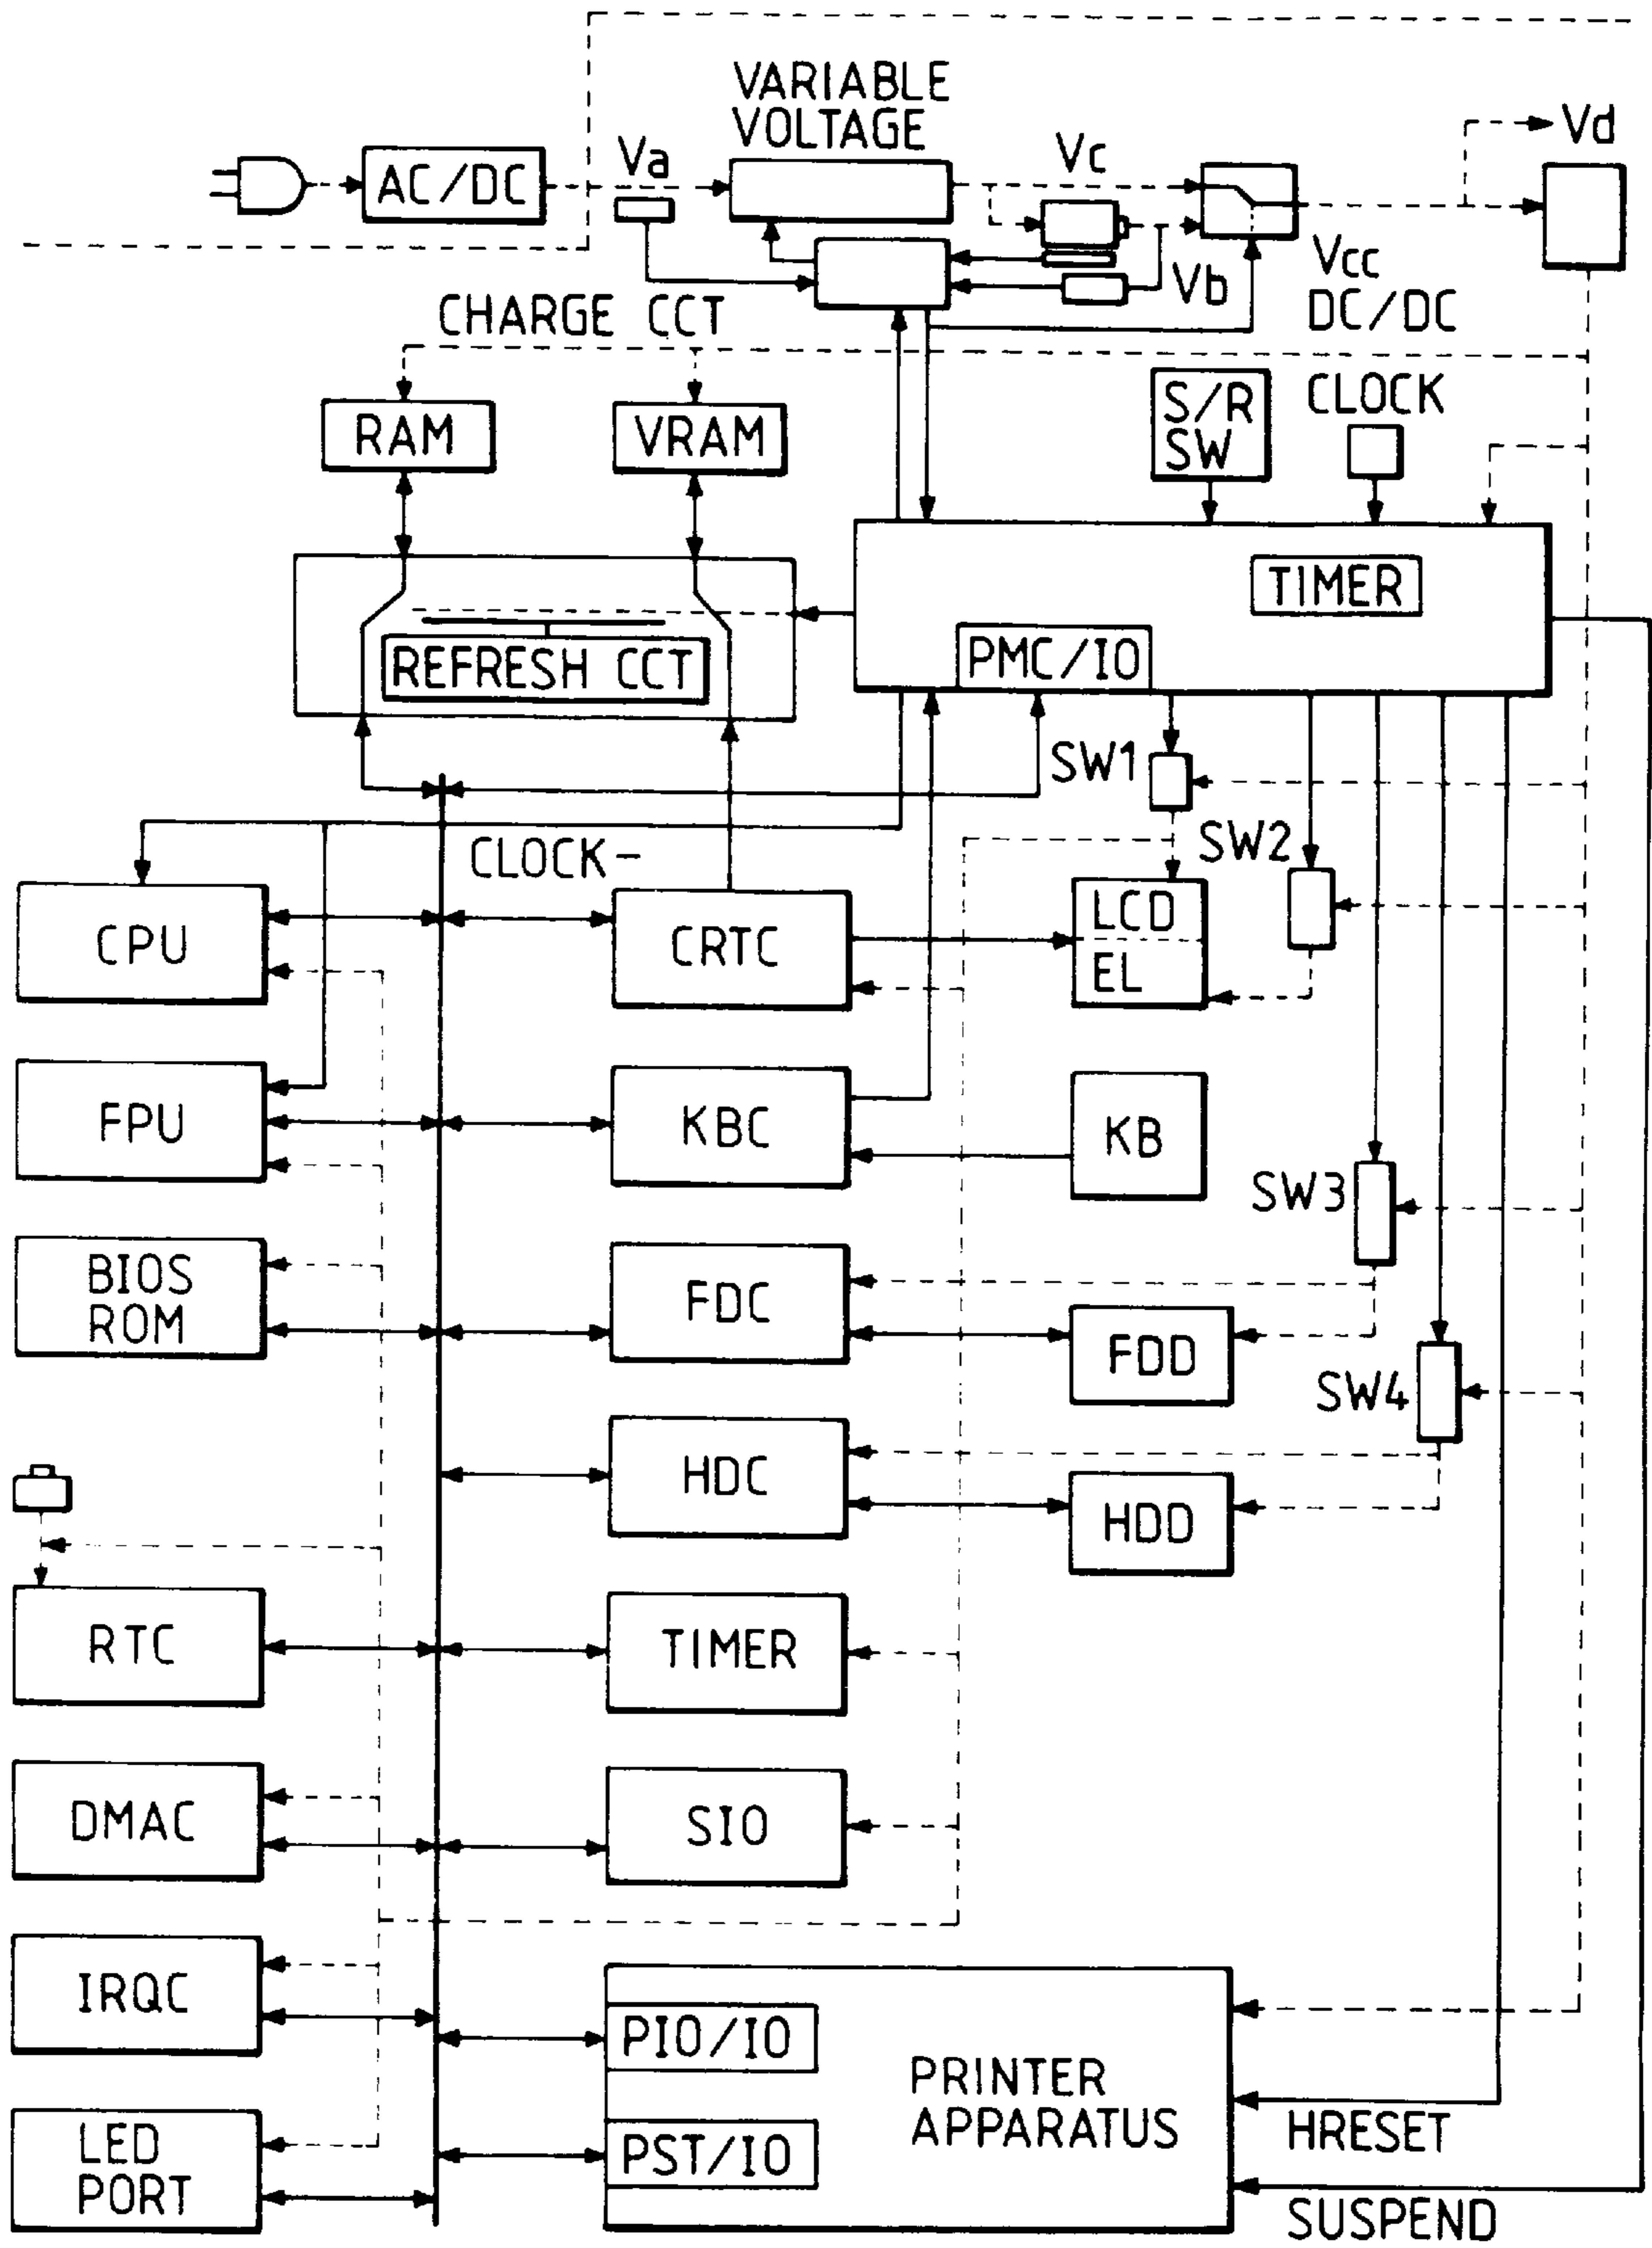 VARIABLE
VOLTAGE
AC/DC
Va
Vc
Vd
Vb
Vcc
DC/DC
CHARGE CCT
RAM
VRAM
S/R
SW
CLOCK
TIMER
PMC/IO
REFRESH CCT
SW1
SW2
CLOCK-
CPU
CRTC
LCD
EL
FPU
KBC
KB
SW3
BIOS
ROM
FDC
FDD
SW4
HDC
HDD
RTC
TIMER
DMAC
SIO
IRQC
PIO/IO
PRINTER
APPARATUS
HRESET
LED
PORT
PST/IO
SUSPEND